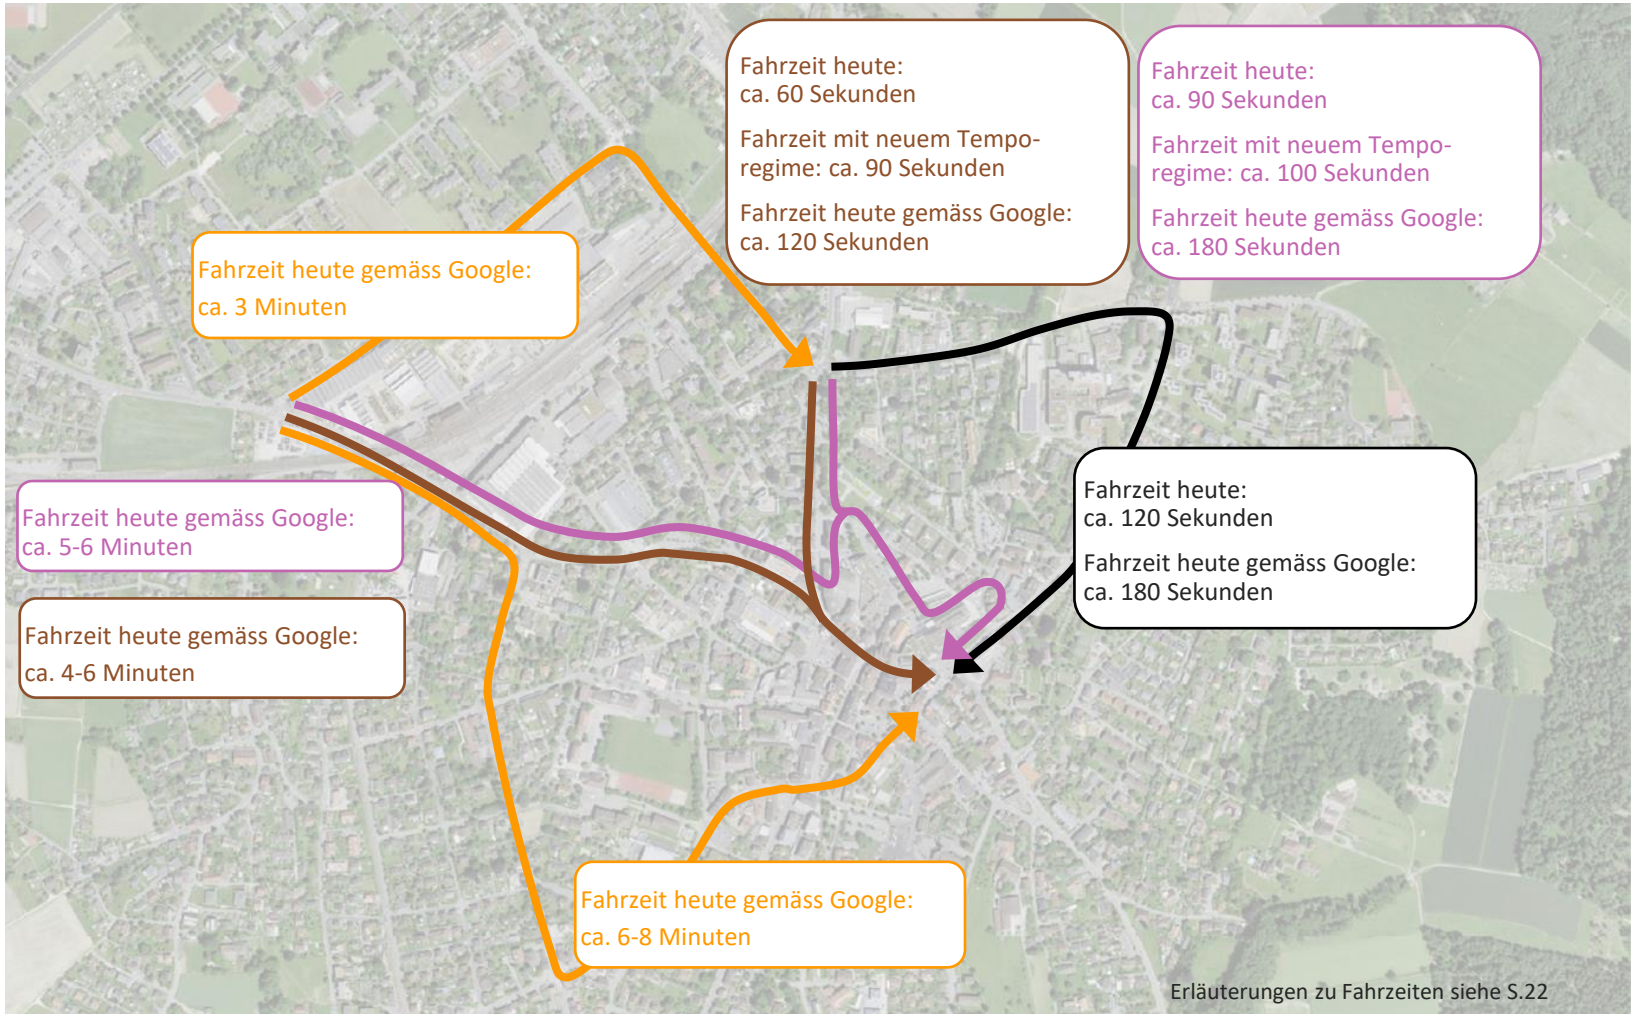 Fahrzeit heute:
ca. 60 Sekunden
Fahrzeit mit neuem Tempo-
regime: ca. 90 Sekunden
Fahrzeit heute gemäss Google:
ca. 120 Sekunden
Fahrzeit heute:
ca. 90 Sekunden
Fahrzeit mit neuem Tempo-
regime: ca. 100 Sekunden
Fahrzeit heute gemäss Google:
ca. 180 Sekunden
Fahrzeit heute gemäss Google:
ca. 3 Minuten
Fahrzeit heute gemäss Google:
ca. 5-6 Minuten
Fahrzeit heute:
ca. 120 Sekunden
Fahrzeit heute gemäss Google:
ca. 180 Sekunden
Fahrzeit heute gemäss Google:
ca. 4-6 Minuten
Fahrzeit heute gemäss Google:
ca. 6-8 Minuten
Erläuterungen zu Fahrzeiten siehe S.22